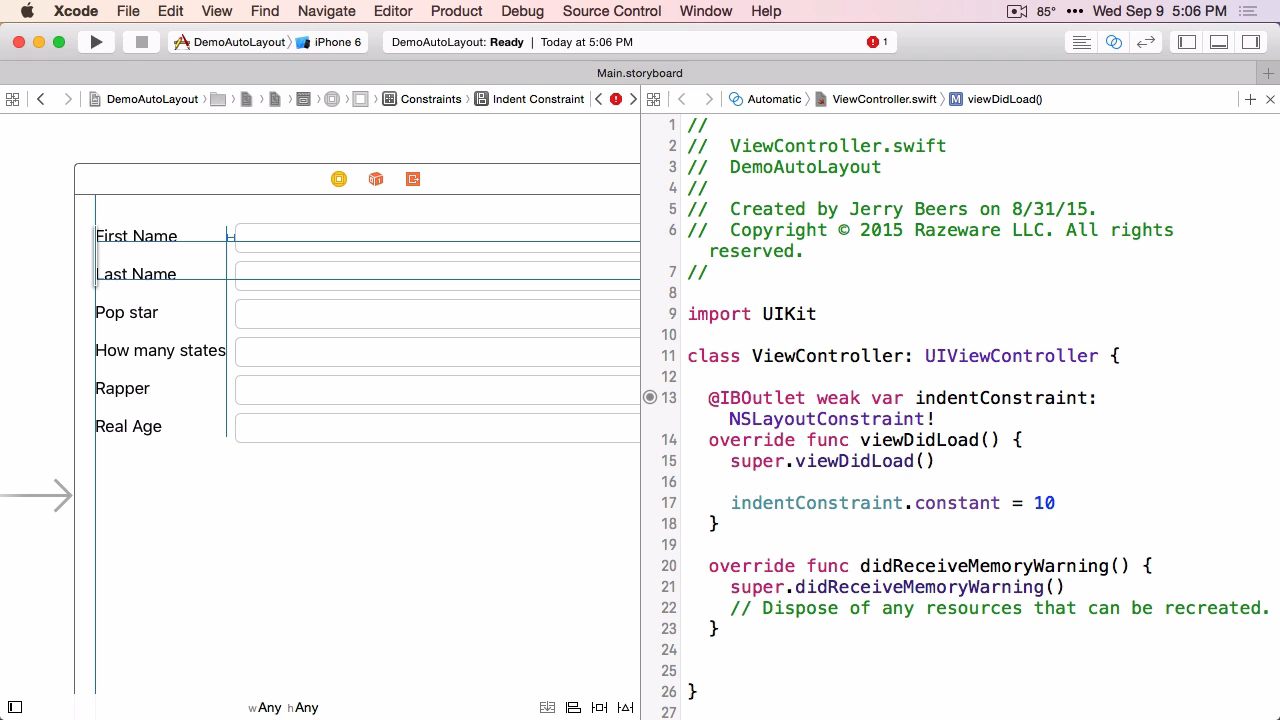 Xcode File Edit View Find Navigate Editor Product Debug Source Control Window Help 85° ••• Wed Sep 9 5:06 PM
DemoAutoLayout iPhone 6 DemoAutoLayout: Ready | Today at 5:06 PM 1
Main.storyboard
DemoAutoLayout Constraints Indent Constraint Automatic ViewController.swift M viewDidLoad()
First Name
Last Name
Pop star
How many states
Rapper
Real Age
wAny hAny
1 //
2 // ViewController.swift
3 // DemoAutoLayout
4 //
5 // Created by Jerry Beers on 8/31/15.
6 // Copyright © 2015 Razeware LLC. All rights
reserved.
7 //
8
9 import UIKit
10
11 class ViewController: UIViewController {
12
13 @IBOutlet weak var indentConstraint:
NSLayoutConstraint!
14 override func viewDidLoad() {
15 super.viewDidLoad()
16
17 indentConstraint.constant = 10
18 }
19
20 override func didReceiveMemoryWarning() {
21 super.didReceiveMemoryWarning()
22 // Dispose of any resources that can be recreated.
23 }
24
25
26 }
27